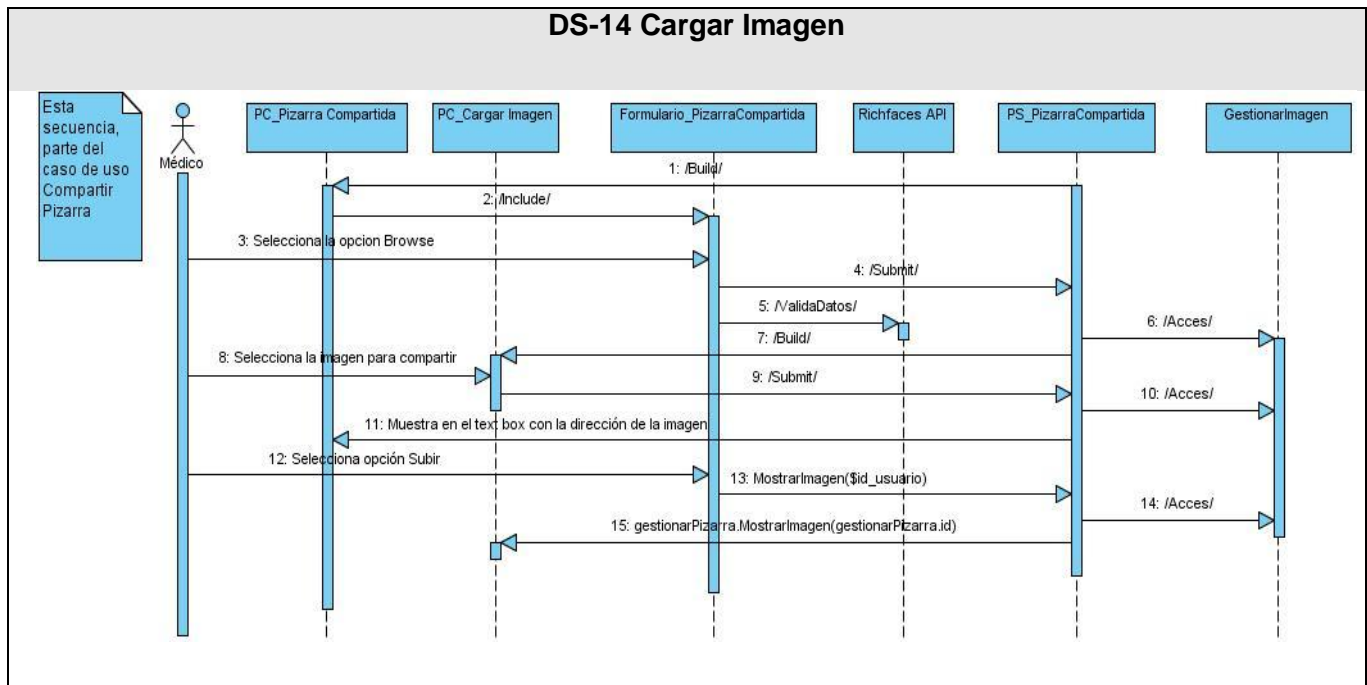 DS-14 Cargar Imagen
Esta
secuencia,
parte del
caso de uso
Compartir
Pizarra
Médico
PC_Pizarra Compartida
PC_Cargar Imagen
Formulario_PizarraCompartida
Richfaces API
PS_PizarraCompartida
GestionarImagen
1: /Build/
2: /Include/
3: Selecciona la opcion Browse
4: /Submit/
5: /ValidaDatos/
6: /Acces/
7: /Build/
8: Selecciona la imagen para compartir
9: /Submit/
10: /Acces/
11: Muestra en el text box con la dirección de la imagen
12: Selecciona opción Subir
13: MostrarImagen($id_usuario)
14: /Acces/
15: gestionarPizarra.MostrarImagen(gestionarPizarra.id)